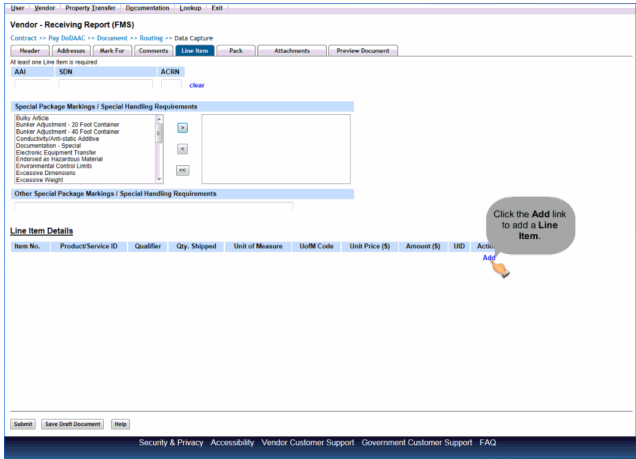 User Vendor Property Transfer Documentation Lookup Exit
Vendor - Receiving Report (FMS)
Contract >> Pay DoDAAC >> Document >> Routing >> Data Capture
Header Addresses Mark For Comments Line Item Pack Attachments Preview Document
At least one Line Item is required
AAI SDN ACRN
clear
Special Package Markings / Special Handling Requirements
Bulky Article
Bunker Adjustment - 20 Foot Container
Bunker Adjustment - 40 Foot Container
Conductivity/Anti-static Additive
Documentation - Special
Electronic Equipment Transfer
Endorsed as Hazardous Material
Environmental Control Limits
Excessive Dimensions
Excessive Weight
>
<
<<
Other Special Package Markings / Special Handling Requirements
Click the Add link
to add a Line
Item.
Line Item Details
Item No. Product/Service ID Qualifier Qty. Shipped Unit of Measure UofM Code Unit Price ($) Amount ($) UID Actio
Add
Submit Save Draft Document Help
Security & Privacy Accessibility Vendor Customer Support Government Customer Support FAQ